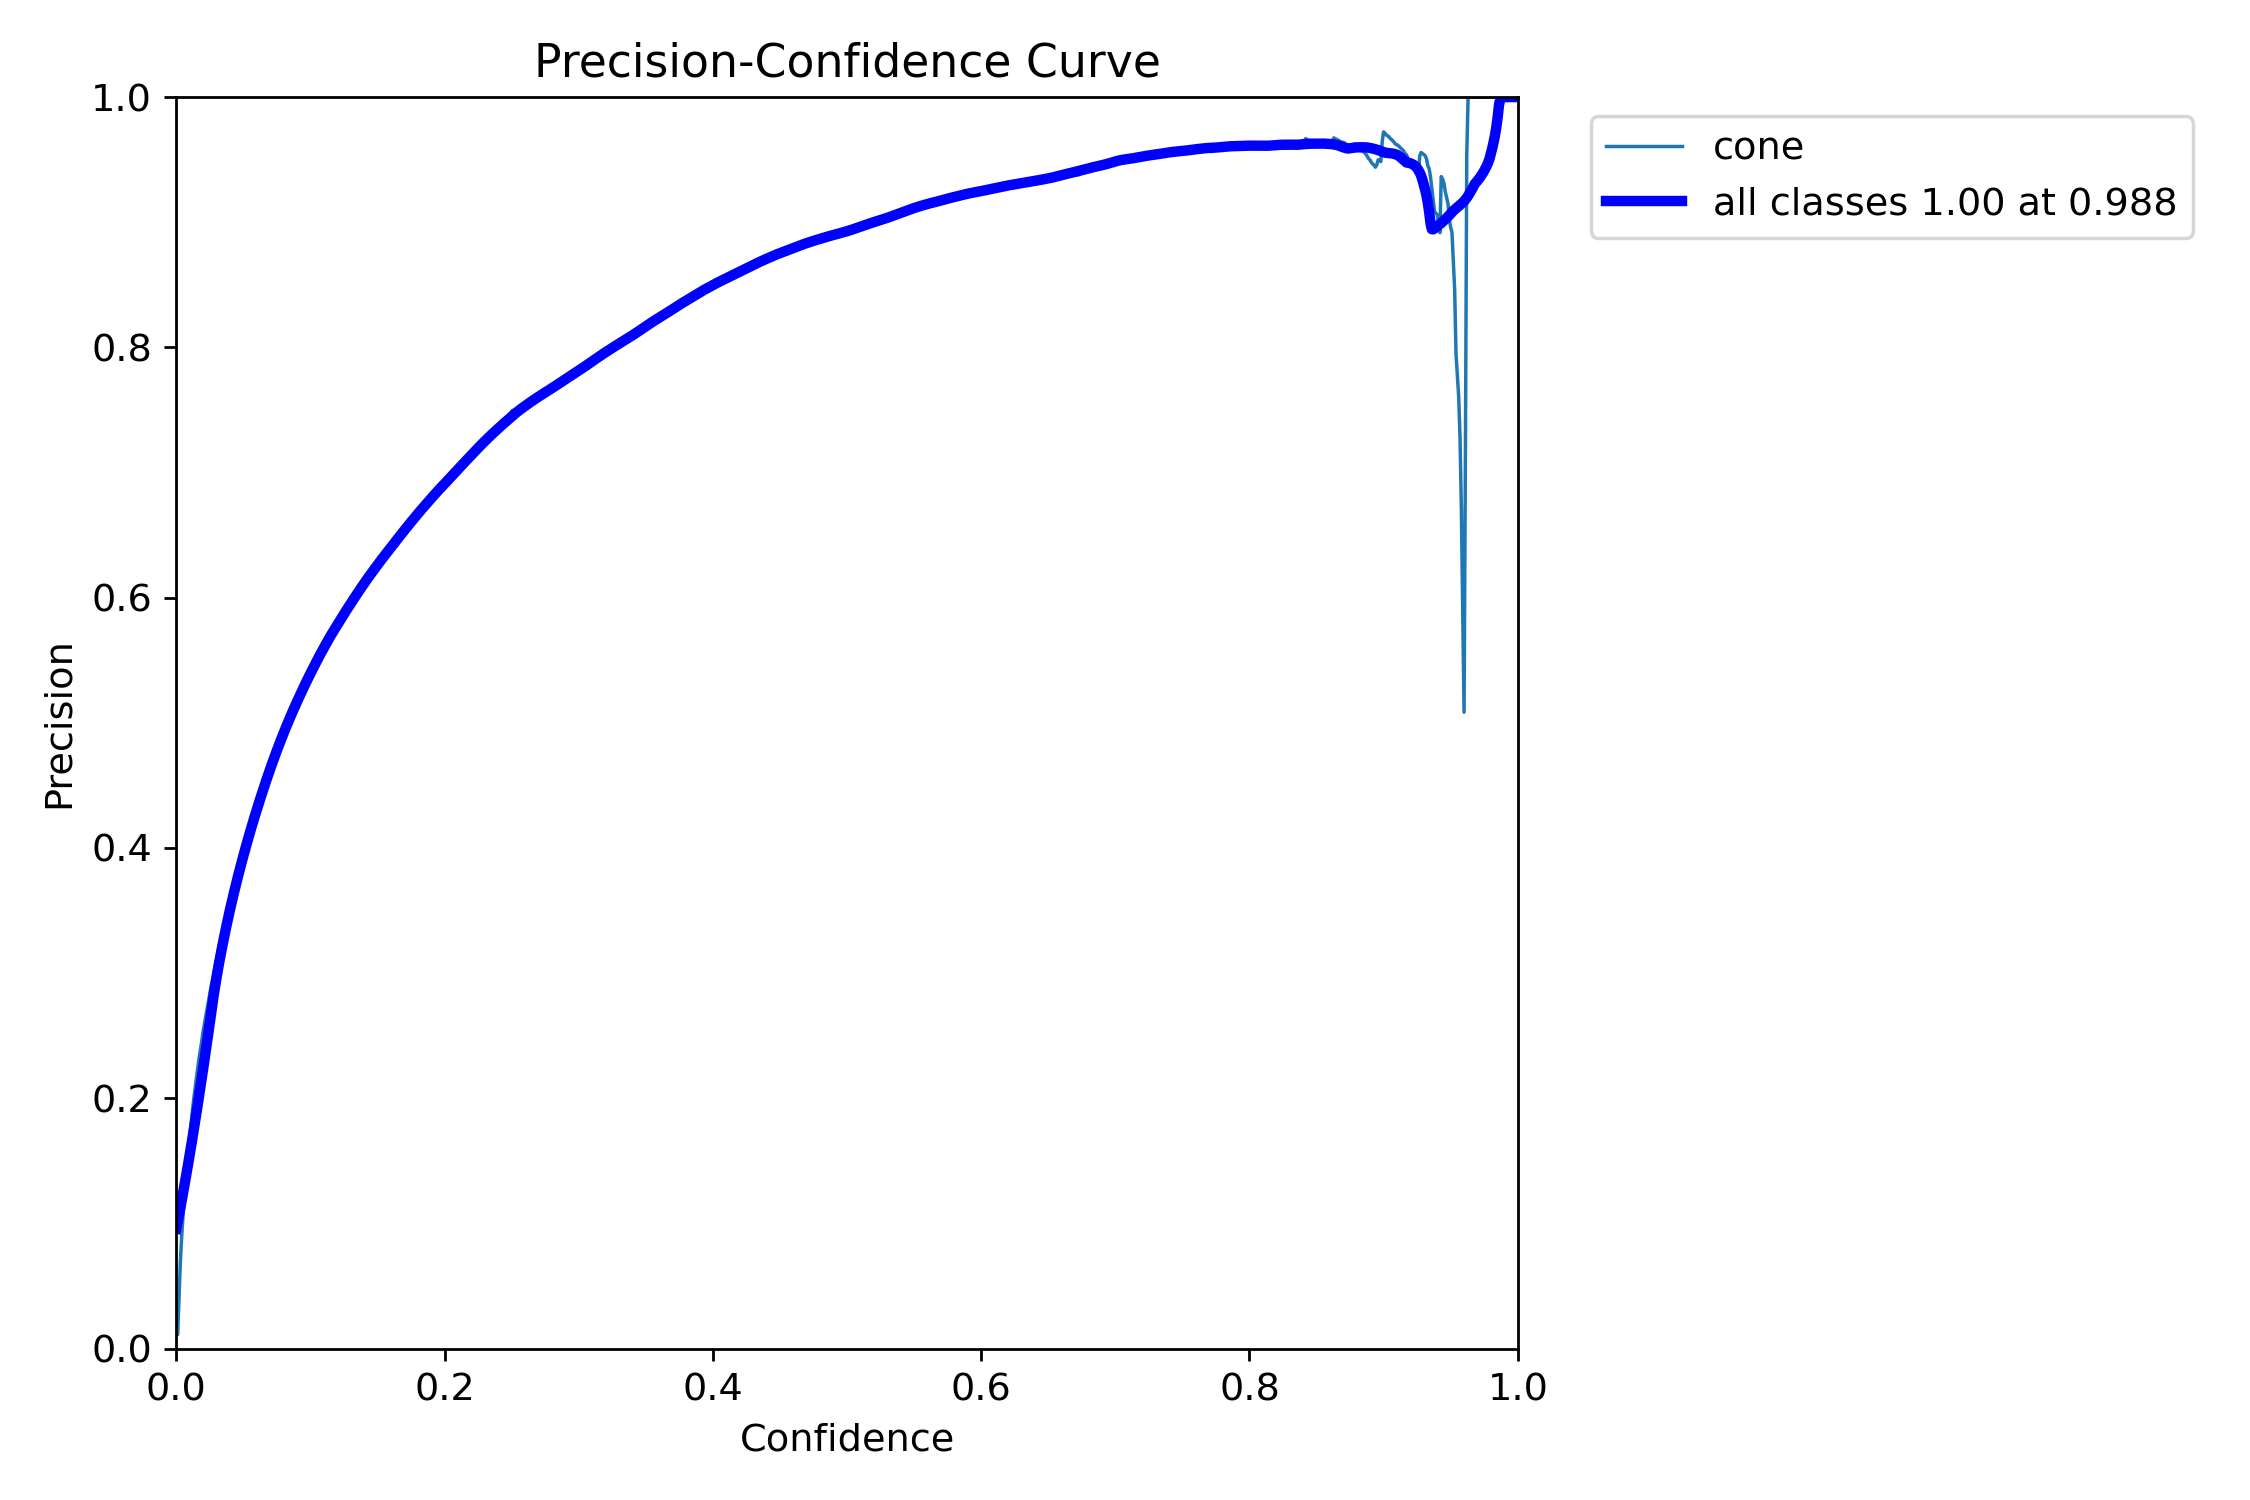 Precision-Confidence Curve
1.0
0.8
0.6
0.4
0.2
0.0
Precision
0.0 0.2 0.4 0.6 0.8 1.0
Confidence
cone
all classes 1.00 at 0.988